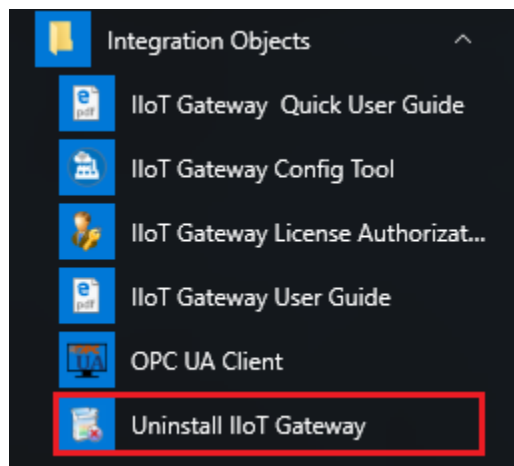 Integration Objects
IIoT Gateway  Quick User Guide
IIoT Gateway Config Tool
IIoT Gateway License Authorizat...
IIoT Gateway User Guide
OPC UA Client
Uninstall IIoT Gateway